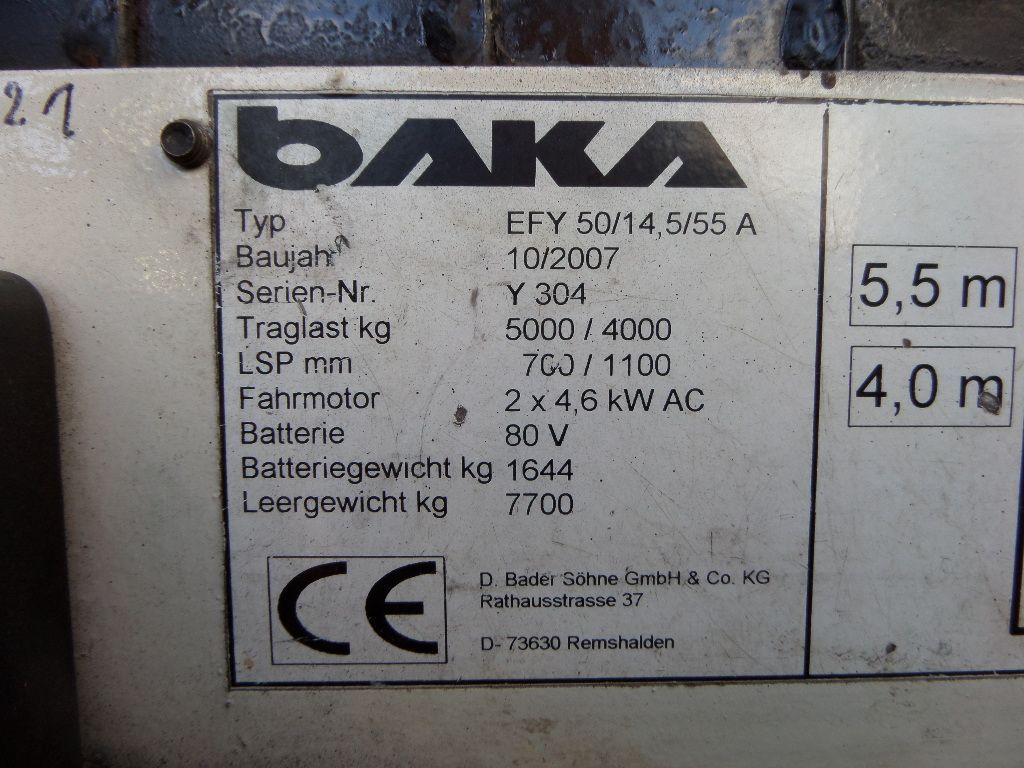 21
BAKA
Typ EFY 50/14,5/55 A
Baujahr 10/2007
Serien-Nr. Y 304
Traglast kg 5000 / 4000
LSP mm 700 / 1100
Fahrmotor 2 x 4,6 kW AC
Batterie 80 V
Batteriegewicht kg 1644
Leergewicht kg 7700
CE
D. Bader Söhne GmbH & Co. KG
Rathausstrasse 37
D- 73630 Remshalden
5,5 m
4,0 m